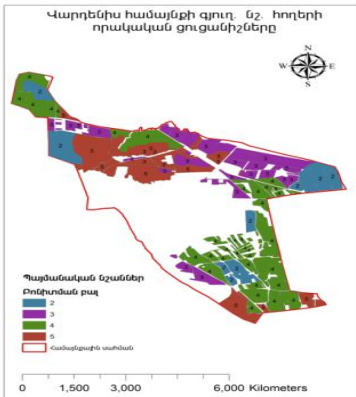 Վարդենիս համայնքի գյուղ. նշ. հողերի
որակական ցուցանիշները
N
W E
S
Պայմանական նշաններ
Բոնիտման բալ
2
3
4
5
Համայնքային սահման
0 1,500 3,000 6,000 Kilometers